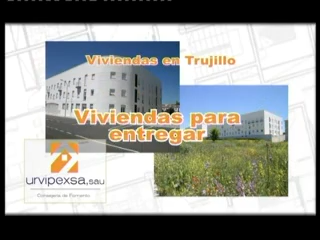 Viviendas en Trujillo
Viviendas para
entregar
urvipexsa, sau
Consejería de Fomento